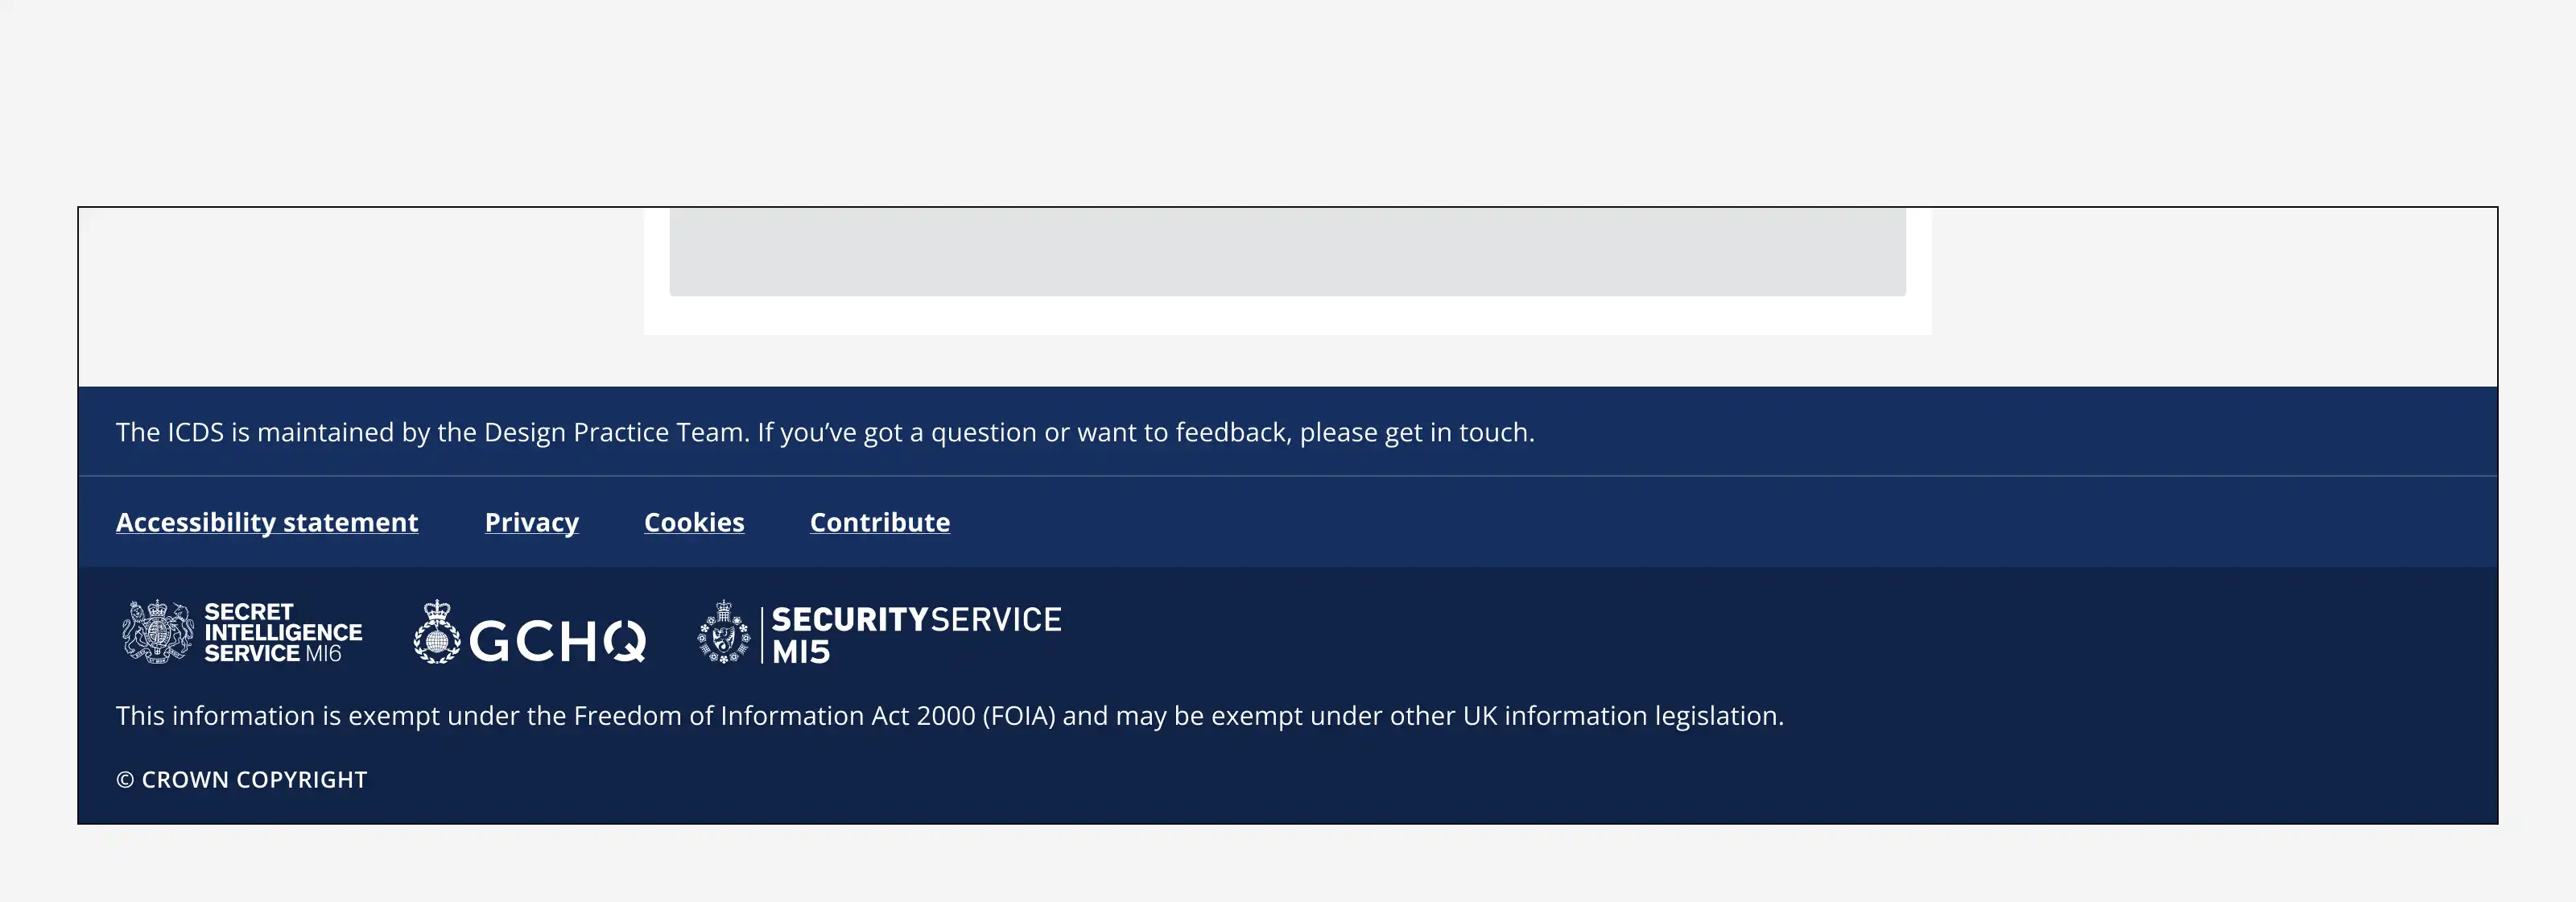 The ICDS is maintained by the Design Practice Team. If you’ve got a question or want to feedback, please get in touch.
Accessibility statement Privacy Cookies Contribute
SECRET
INTELLIGENCE
SERVICE MI6
GCHQ
SECURITYSERVICE
MI5
This information is exempt under the Freedom of Information Act 2000 (FOIA) and may be exempt under other UK information legislation.
© CROWN COPYRIGHT